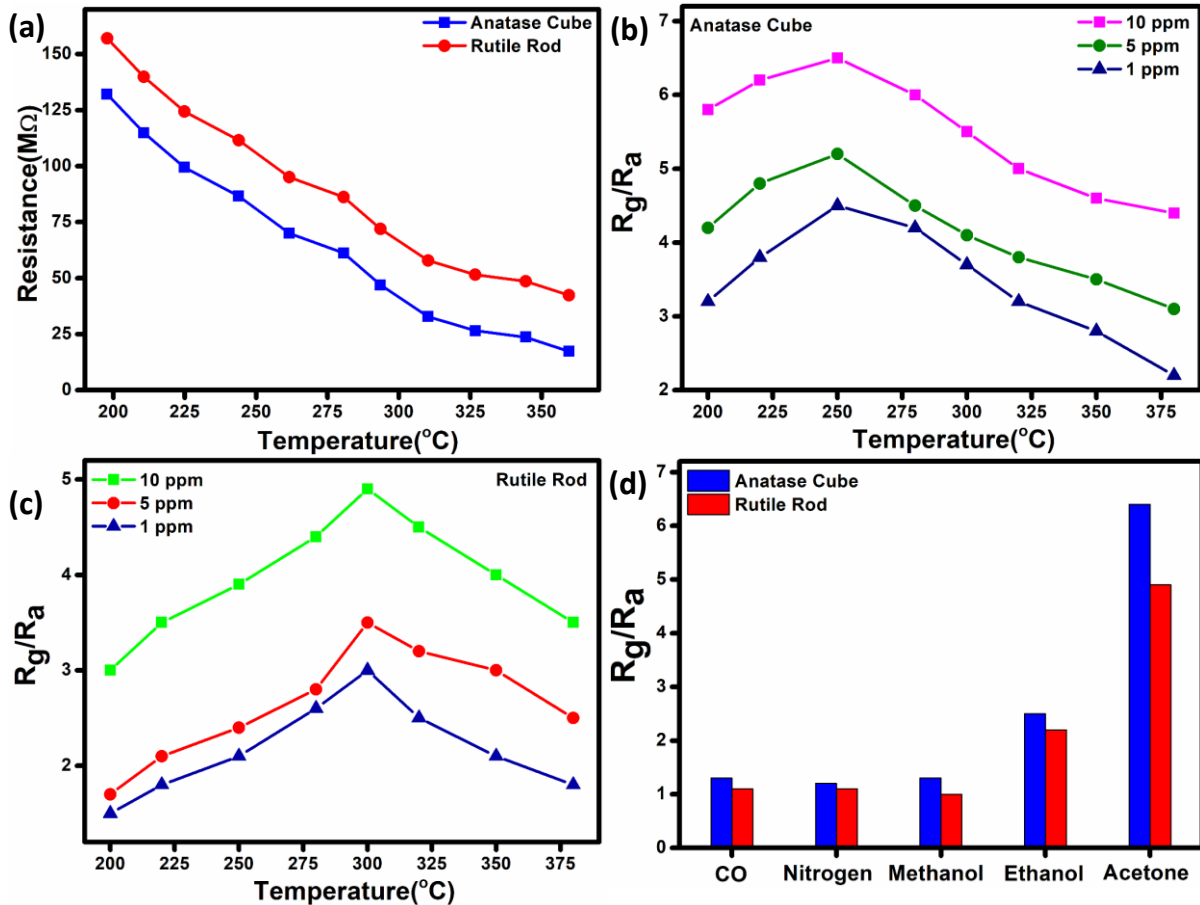 (a)
Anatase Cube
Rutile Rod
Resistance(MΩ)
150
125
100
75
50
25
0
200 225 250 275 300 325 350
Temperature(°C)
(b)
Anatase Cube
10 ppm
5 ppm
1 ppm
Rg/Ra
7
6
5
4
3
2
200 225 250 275 300 325 350 375
Temperature(°C)
(c)
10 ppm
5 ppm
1 ppm
Rutile Rod
Rg/Ra
5
4
3
2
200 225 250 275 300 325 350 375
Temperature(°C)
(d)
Anatase Cube
Rutile Rod
Rg/Ra
7
6
5
4
3
2
1
0
CO Nitrogen Methanol Ethanol Acetone